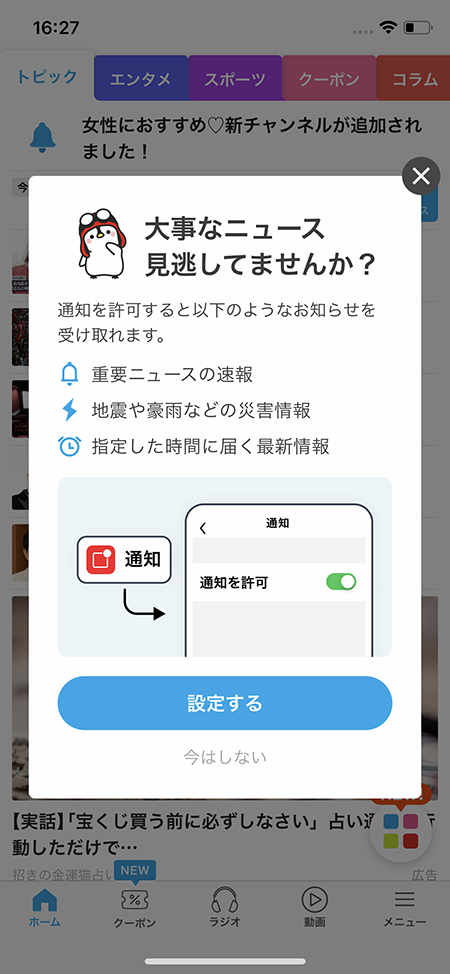 16:27
トピック
エンタメ
スポーツ
クーポン
コラム
女性におすすめ♡新チャンネルが追加され
ました！
今
ス
大事なニュース
見逃してませんか？
通知を許可すると以下のようなお知らせを
受け取れます。
重要ニュースの速報
地震や豪雨などの災害情報
指定した時間に届く最新情報
通知
通知
通知を許可
設定する
今はしない
【実話】「宝くじ買う前に必ずしなさい」占い
動しただけで…
招きの金運猫占い
広告
NEW
ホーム
クーポン
ラジオ
動画
メニュー